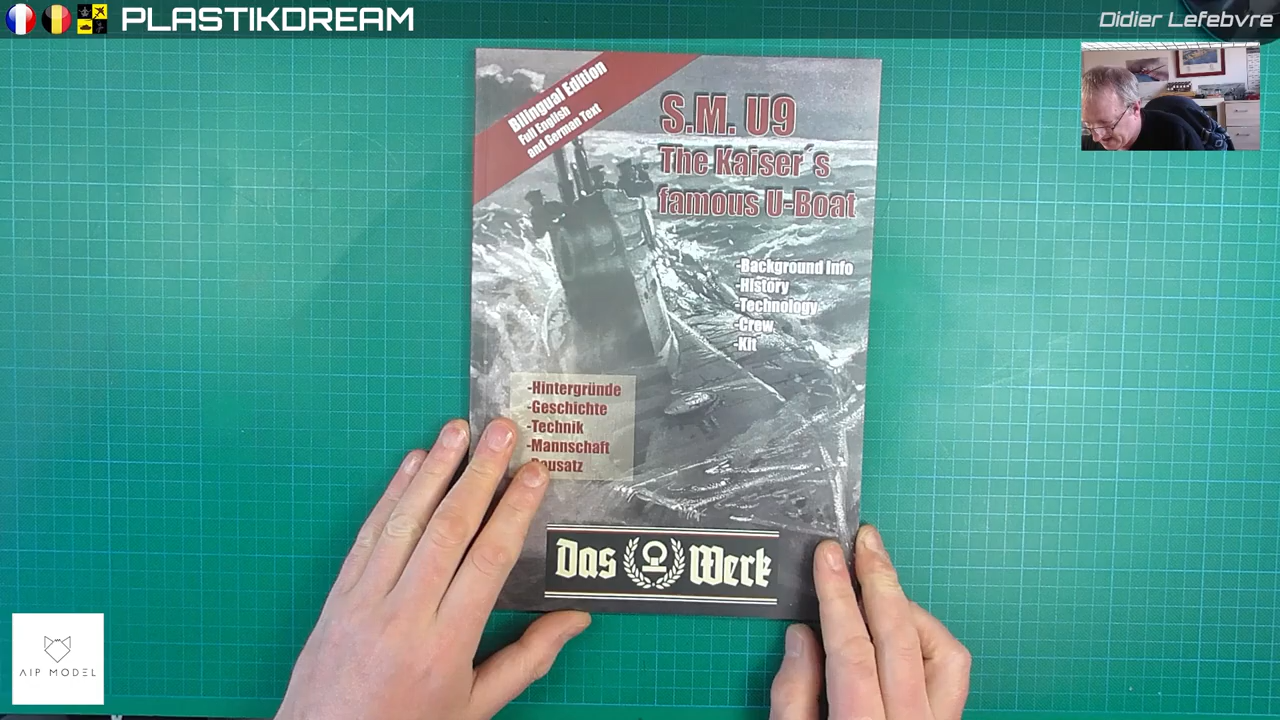 PLASTIKDREAM
Didier Lefebvre
Bilingual Edition
Full English
and German Text
S.M. U9
The Kaiser´s
famous U-Boat
-Background Info
-History
-Technology
-Crew
-Kit
-Hintergründe
-Geschichte
-Technik
-Mannschaft
Das Werk
AIP MODEL